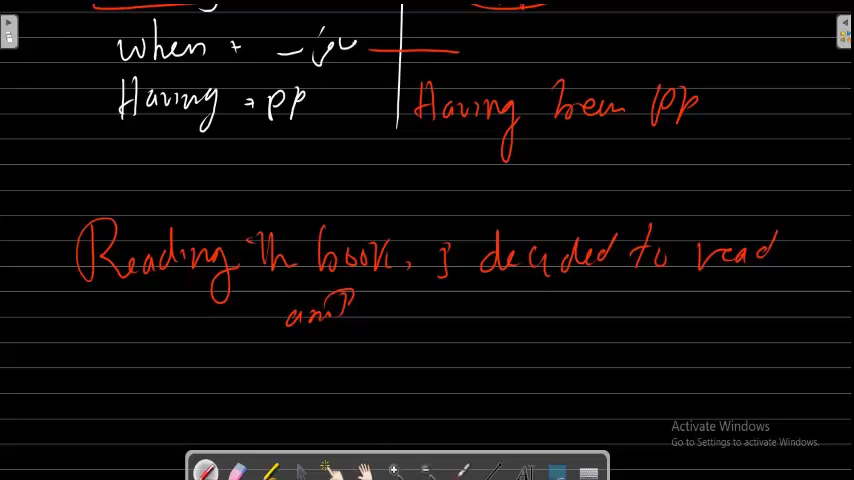 when + -ing
Having + pp
Having been pp
Reading th book, I decided to read
Activate Windows
Go to Settings to activate Windows.